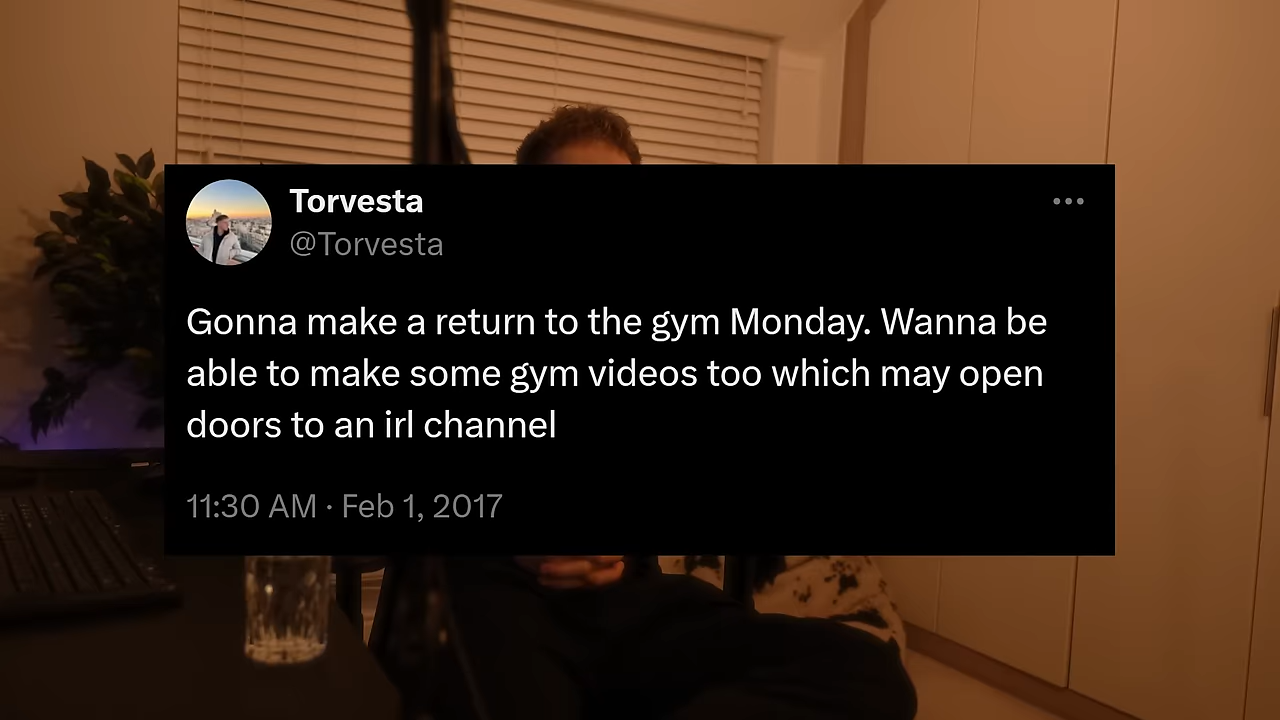 Torvesta
@Torvesta
Gonna make a return to the gym Monday. Wanna be
able to make some gym videos too which may open
doors to an irl channel
11:30 AM · Feb 1, 2017